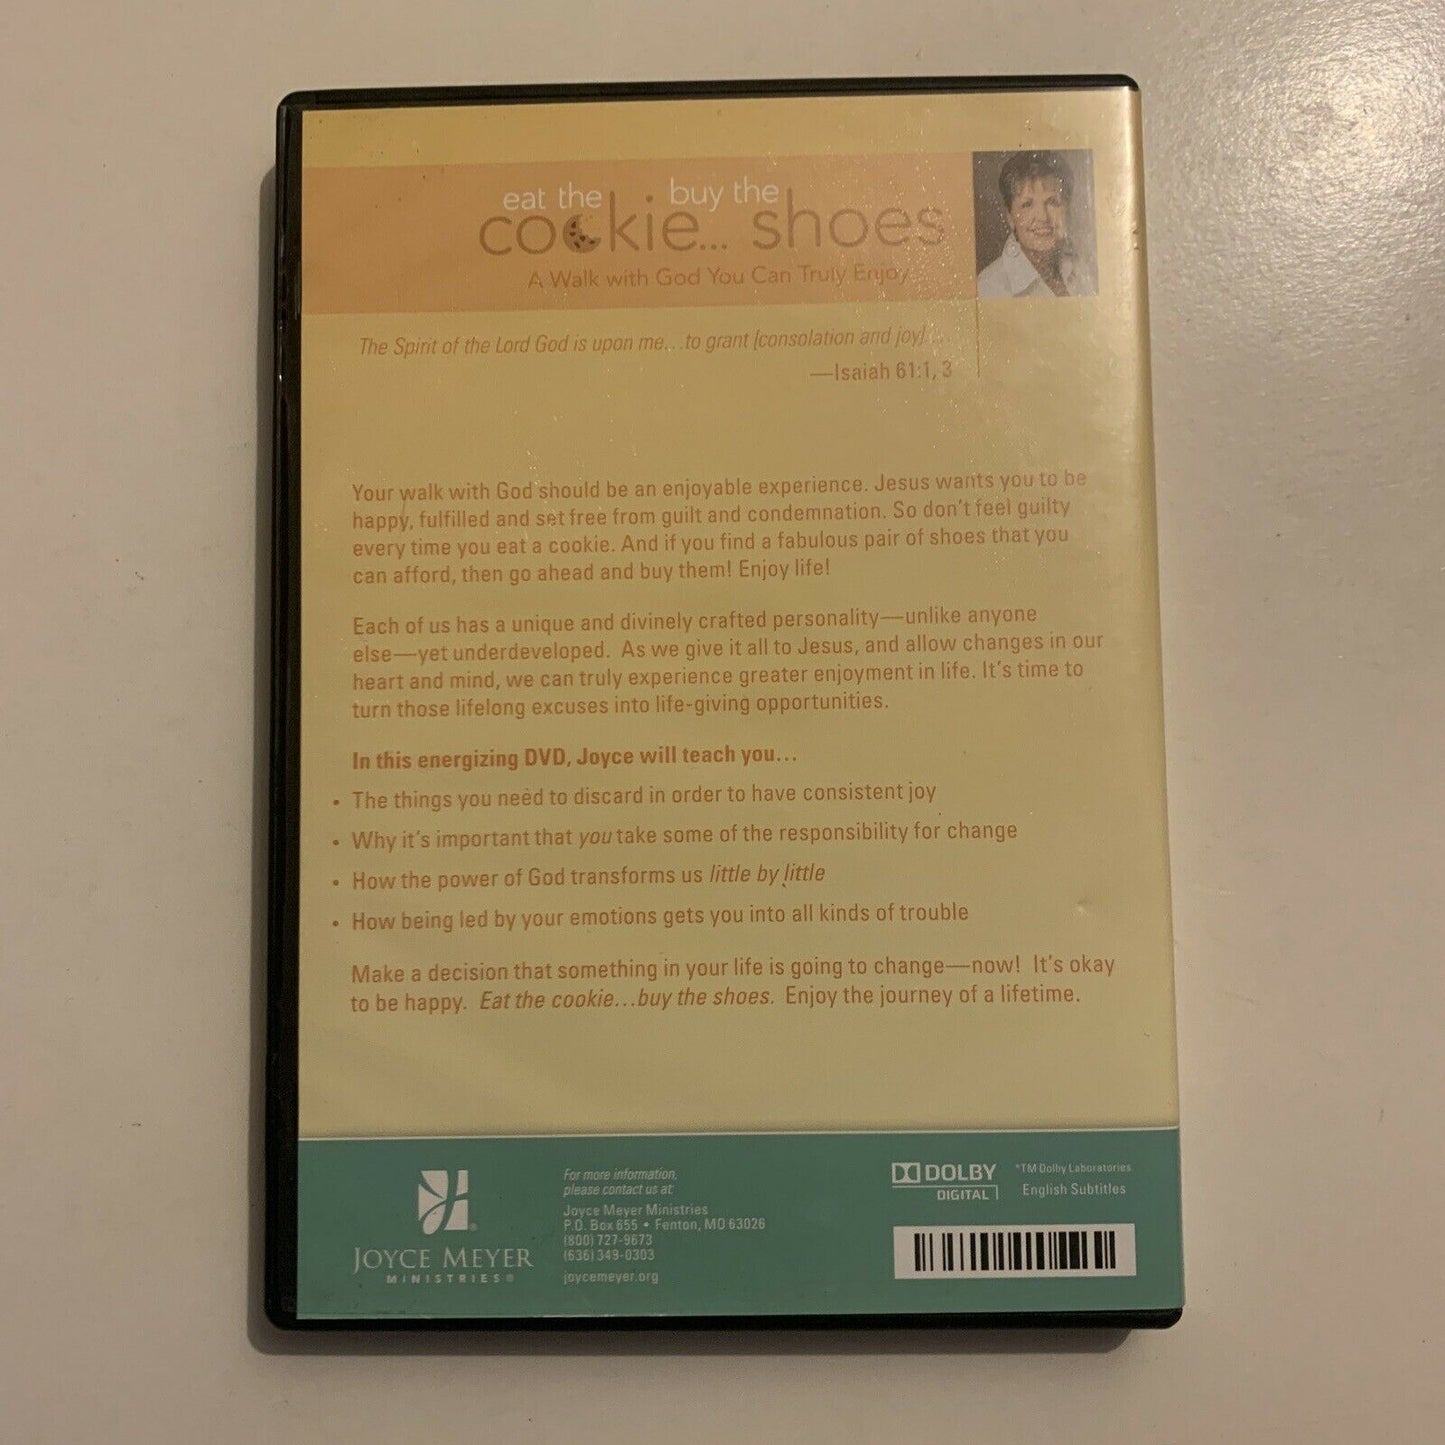 eat the buy the
cookie... shoes
A Walk with God You Can Truly Enjoy
The Spirit of the Lord God is upon me...to grant [consolation and joy]...
—Isaiah 61:1, 3
Your walk with God should be an enjoyable experience. Jesus wants you to be
happy, fulfilled and set free from guilt and condemnation. So don't feel guilty
every time you eat a cookie. And if you find a fabulous pair of shoes that you
can afford, then go ahead and buy them! Enjoy life!
Each of us has a unique and divinely crafted personality—unlike anyone
else—yet underdeveloped. As we give it all to Jesus, and allow changes in our
heart and mind, we can truly experience greater enjoyment in life. It's time to
turn those lifelong excuses into life-giving opportunities.
In this energizing DVD, Joyce will teach you...
• The things you need to discard in order to have consistent joy
• Why it's important that you take some of the responsibility for change
• How the power of God transforms us little by little
• How being led by your emotions gets you into all kinds of trouble
Make a decision that something in your life is going to change—now! It's okay
to be happy. Eat the cookie...buy the shoes. Enjoy the journey of a lifetime.
JOYCE MEYER
MINISTRIES®
For more information,
please contact us at:
Joyce Meyer Ministries
P.O. Box 655 • Fenton, MO 63026
(800) 727-9673
(636) 349-0303
joycemeyer.org
DOLBY
DIGITAL
*TM Dolby Laboratories
English Subtitles